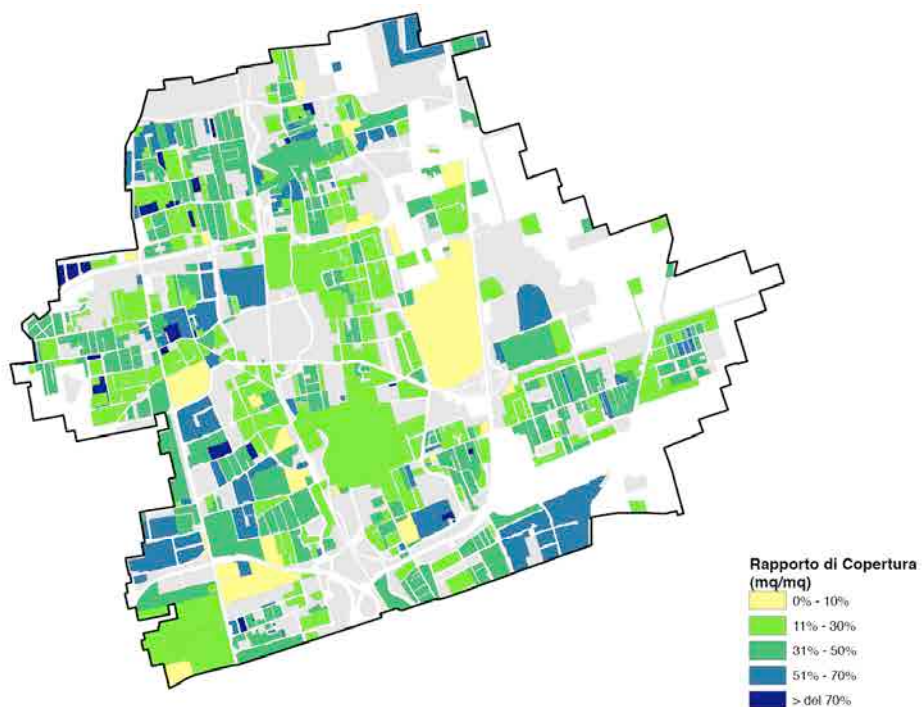 Rapporto di Copertura
(mq/mq)
0% - 10%
11% - 30%
31% - 50%
51% - 70%
> del 70%